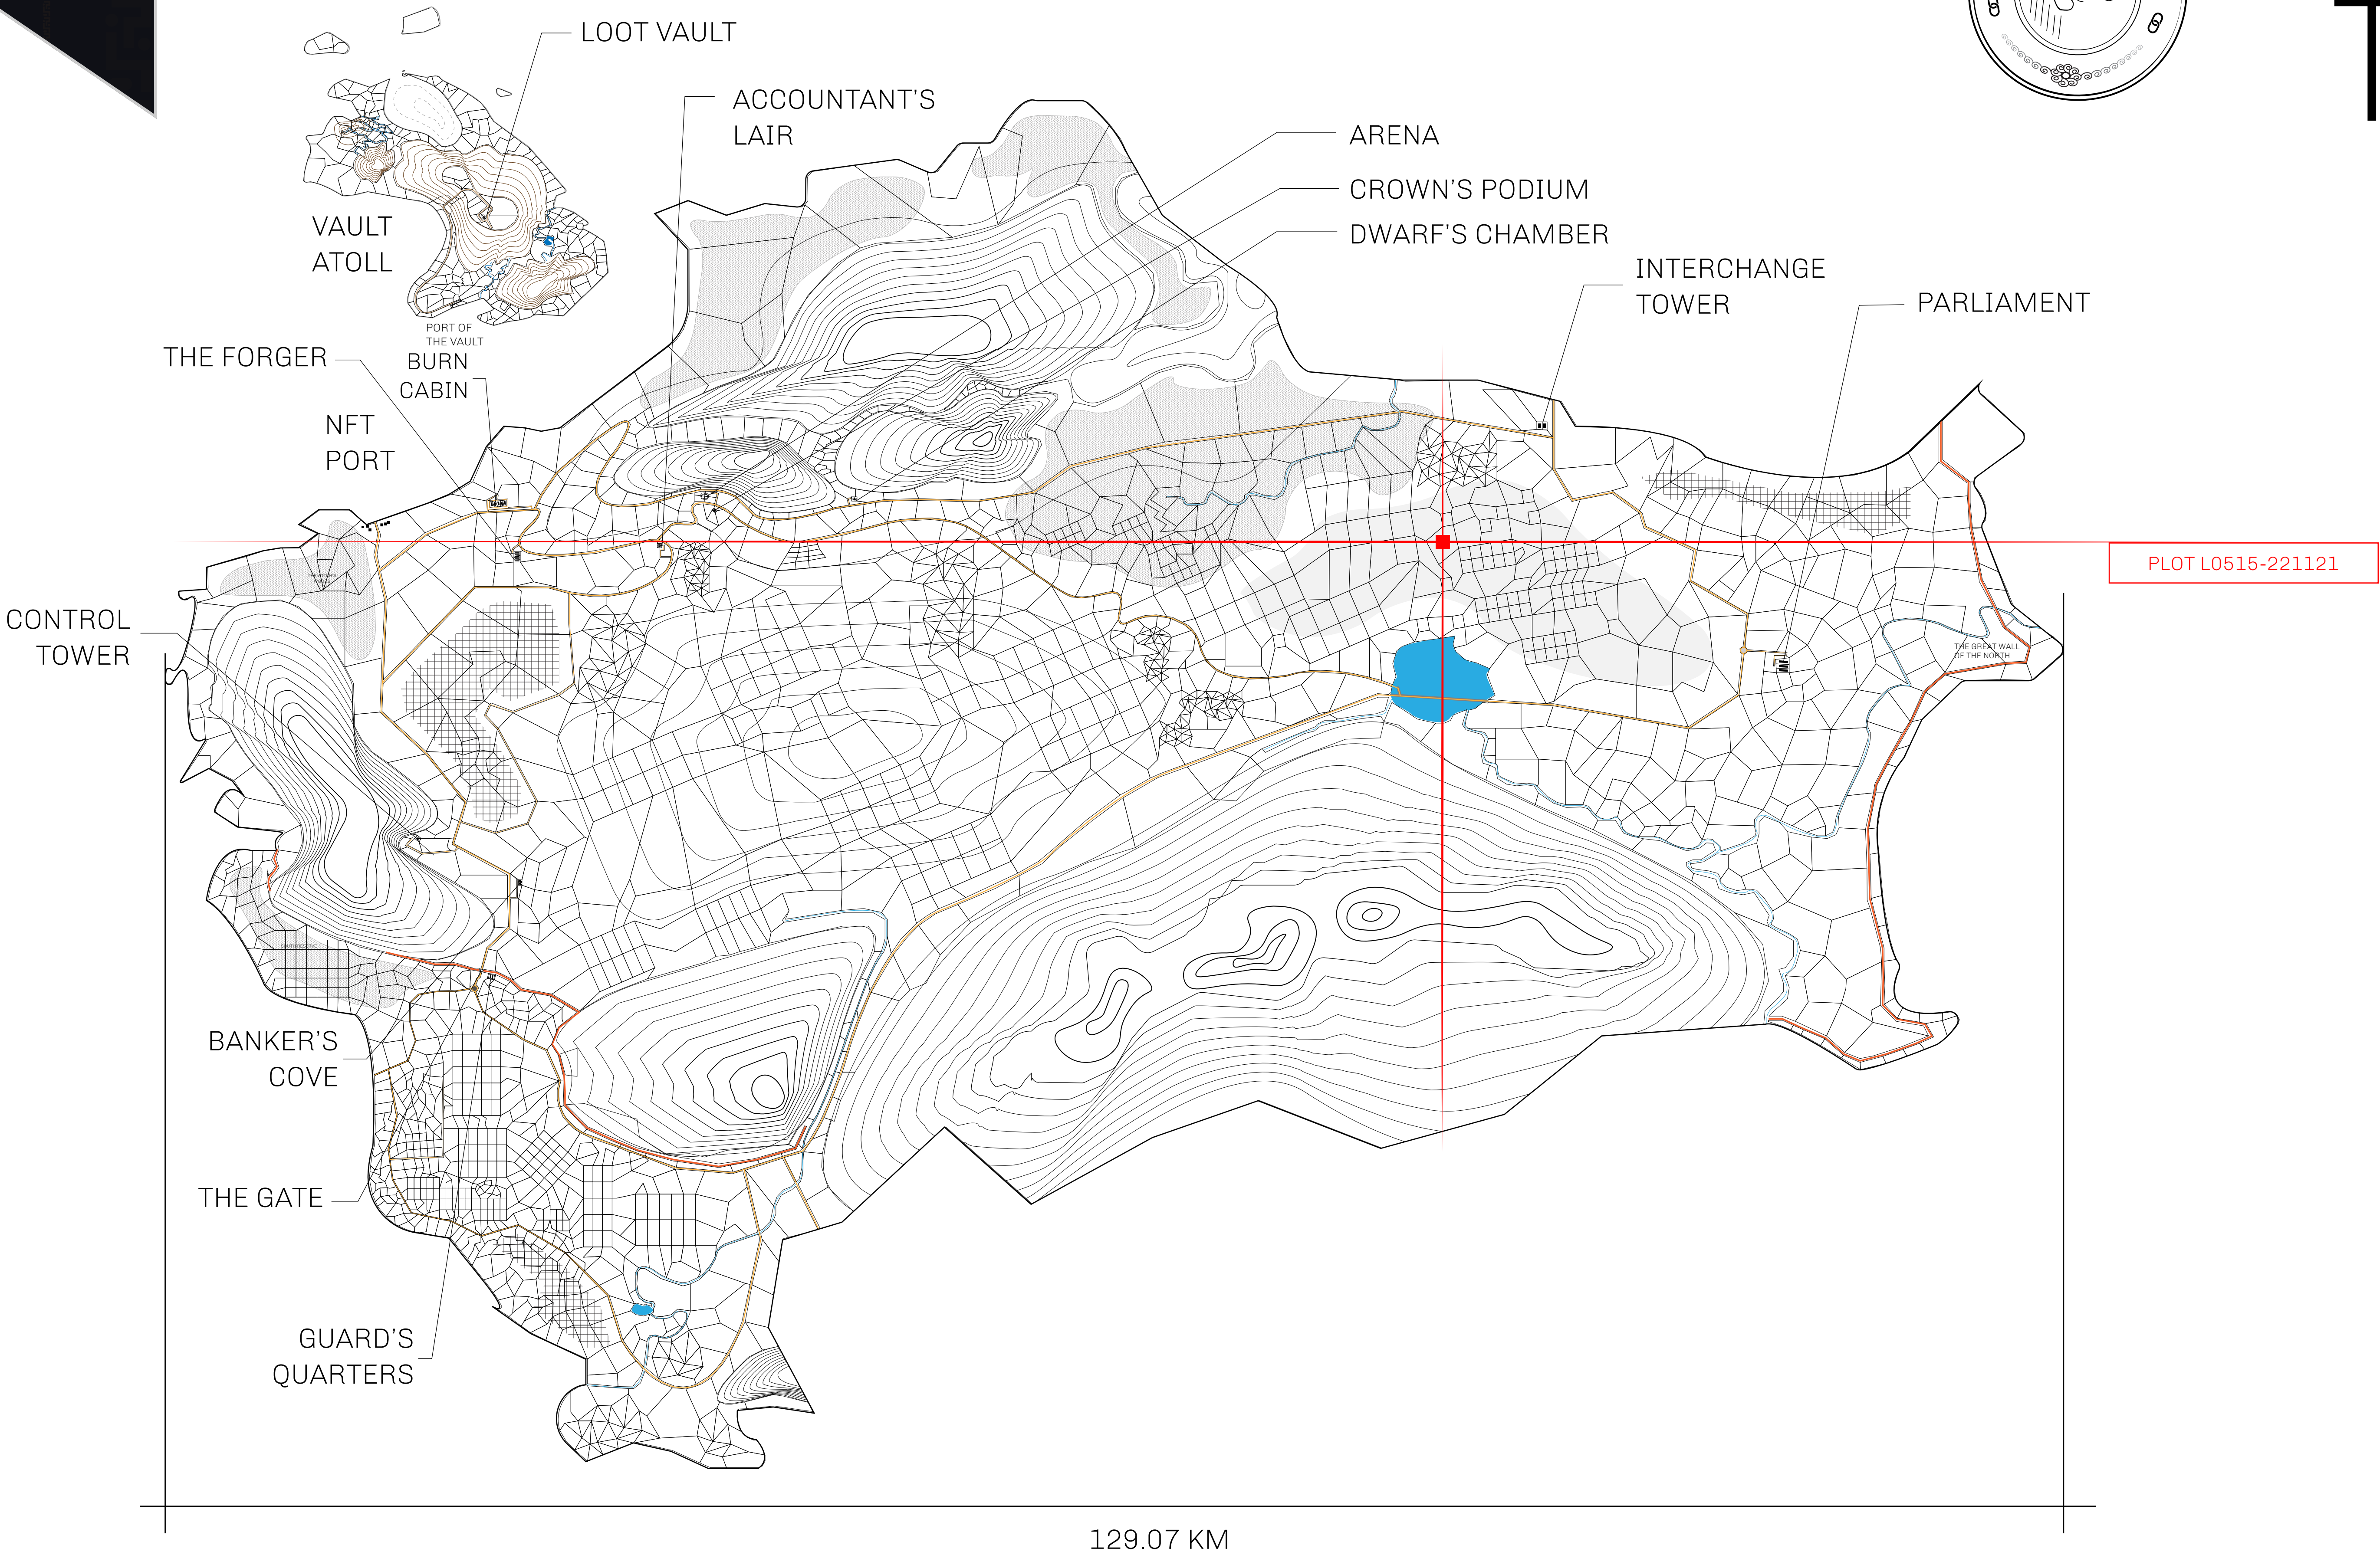 LOOT VAULT
ACCOUNTANT'S
LAIR
ARENA
CROWN'S PODIUM
DWARF'S CHAMBER
VAULT
ATOLL
INTERCHANGE
TOWER
PARLIAMENT
PORT OF
THE VAULT
THE FORGER
BURN
CABIN
NFT
PORT
PLOT L0515-221121
CONTROL
TOWER
THE GREAT WALL
OF THE NORTH
SOUTH RESERVE
BANKER'S
COVE
THE GATE
GUARD'S
QUARTERS
129.07 KM